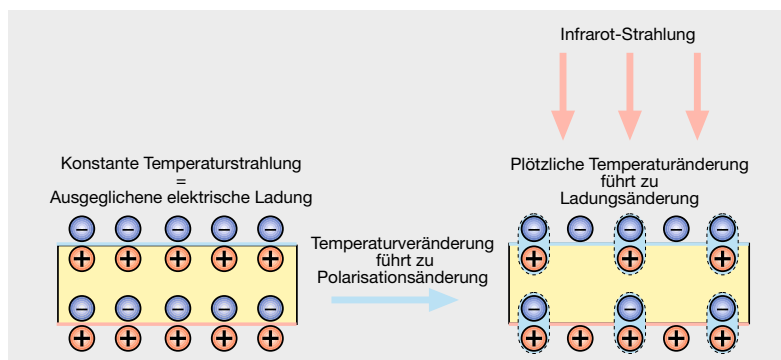 Infrarot-Strahlung
Konstante Temperaturstrahlung
=
Ausgeglichene elektrische Ladung
Plötzliche Temperaturänderung
führt zu
Ladungsänderung
− − − − −
+ + + + +
Temperaturveränderung
führt zu
Polarisationsänderung
− − − − −
+ + + + +
− − − − −
+ + +
− − −
+ + + + +